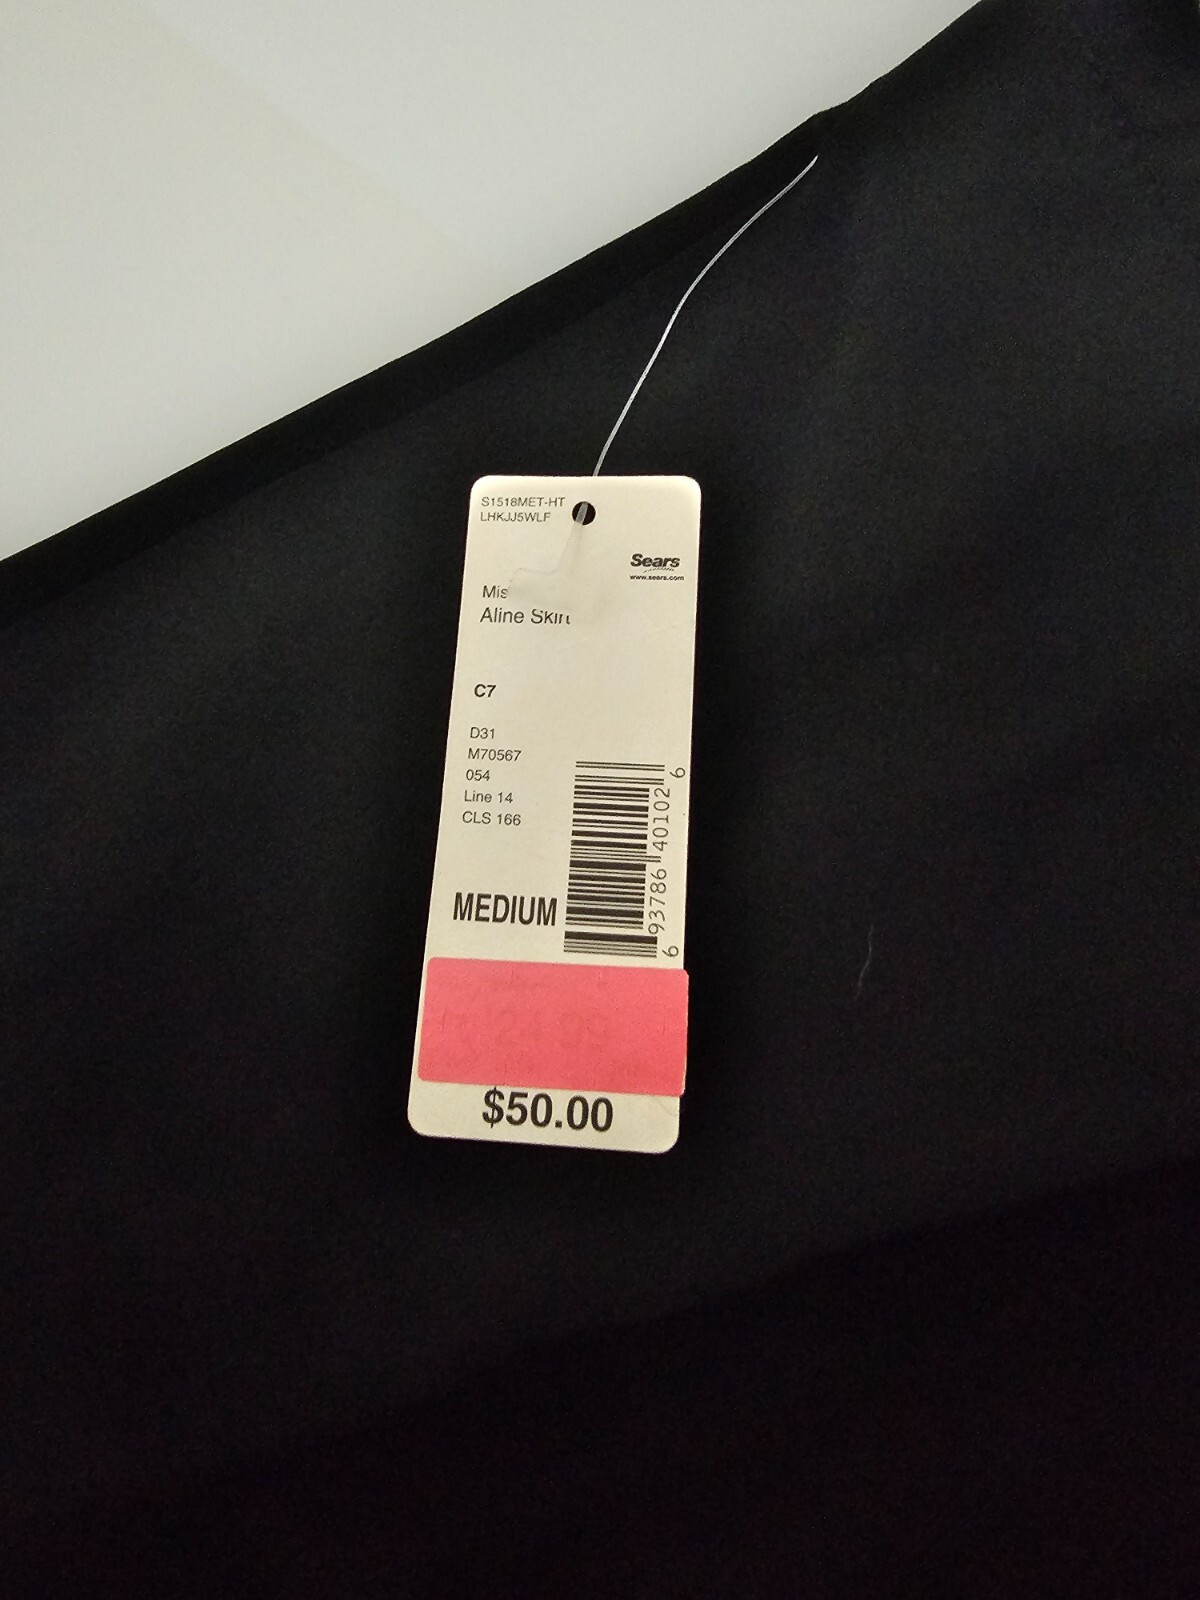 S1518MET-HT
LHKJJ5WLF
Sears
www.sears.com
Mis
Aline Skirt
C7
D31
M70567
054
Line 14
CLS 166
MEDIUM
6 93786 40102 6
$50.00